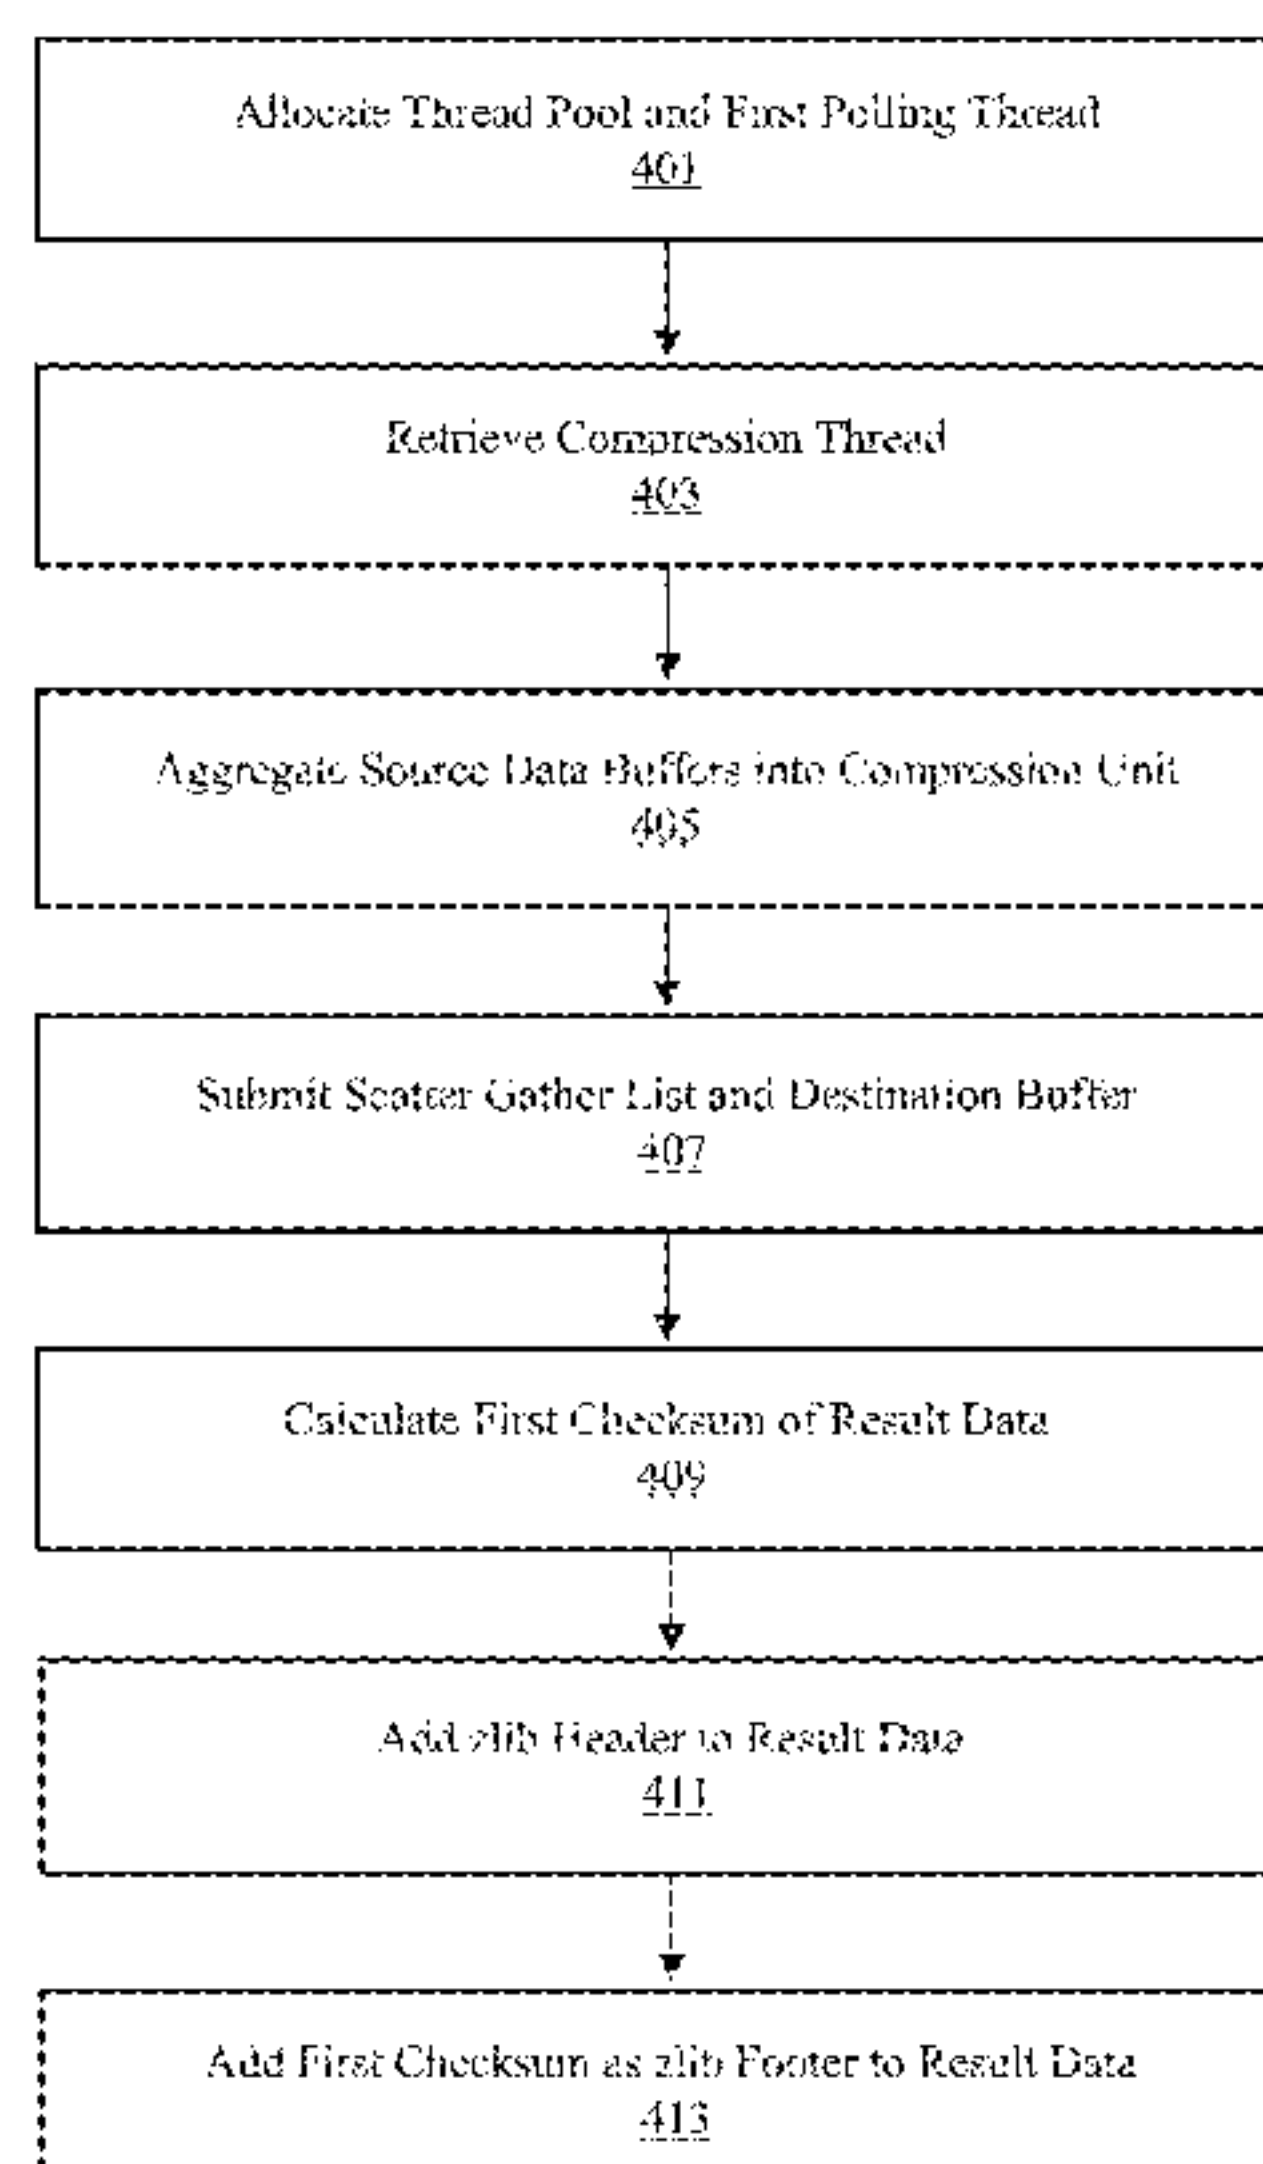 Allocate Thread Pool and First Polling Thread
401
Retrieve Compression Thread
403
Aggregate Source Data Buffers into Compression Unit
405
Submit Scatter Gather List and Destination Buffer
407
Calculate First Checksum of Result Data
409
Add zlib Header to Result Data
411
Add First Checksum as zlib Footer to Result Data
413